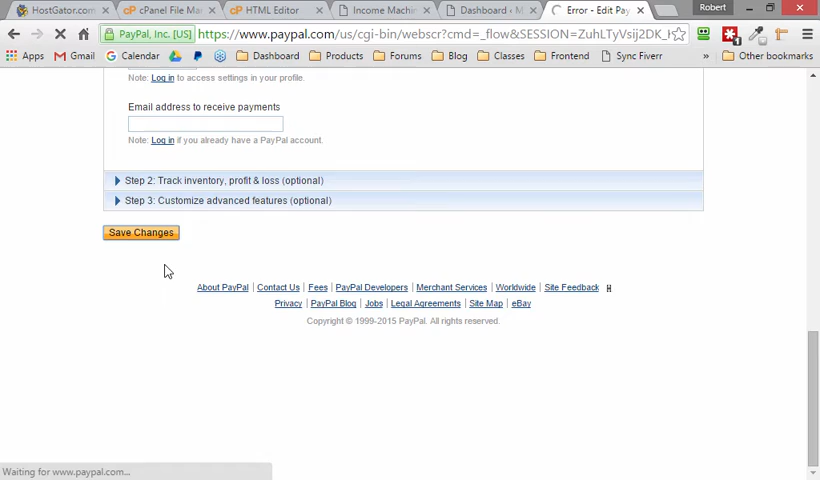 HostGator.com
cPanel File Ma
HTML Editor
Income Machin
Dashboard ‹ M
Error - Edit Pay
Robert
PayPal, Inc. [US]
https://www.paypal.com/us/cgi-bin/webscr?cmd=_flow&SESSION=ZuhLTyVsij2DK_
Apps
Gmail
Calendar
Dashboard
Products
Forums
Blog
Classes
Frontend
Sync Fiverr
»
Other bookmarks
Note: Log in to access settings in your profile.
Email address to receive payments
Note: Log in if you already have a PayPal account.
Step 2: Track inventory, profit & loss (optional)
Step 3: Customize advanced features (optional)
Save Changes
About PayPal | Contact Us | Fees | PayPal Developers | Merchant Services | Worldwide | Site Feedback
Privacy | PayPal Blog | Jobs | Legal Agreements | Site Map | eBay
Copyright © 1999-2015 PayPal. All rights reserved.
Waiting for www.paypal.com...